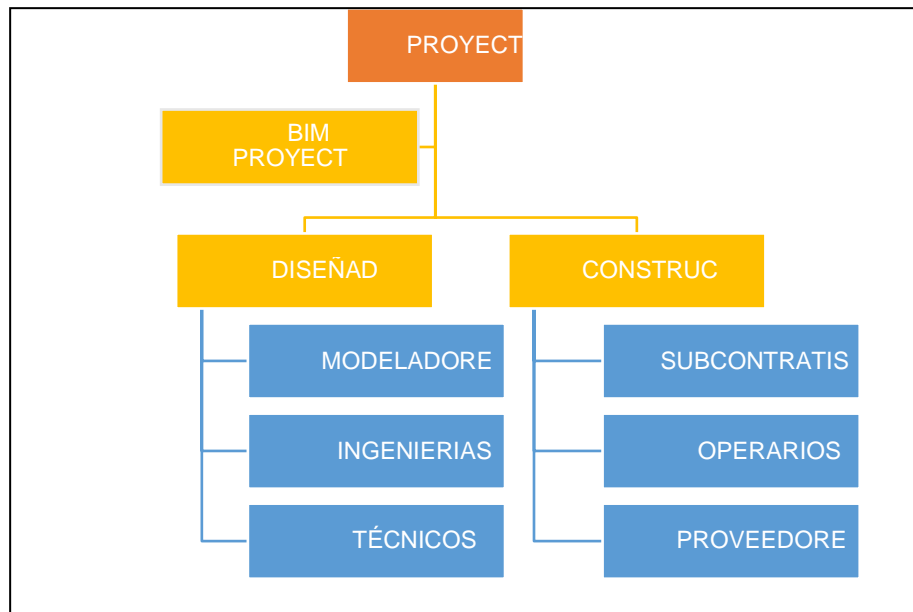 PROYECT
BIM
PROYECT
DISEÑAD
CONSTRUC
MODELADORE
SUBCONTRATIS
INGENIERIAS
OPERARIOS
TÉCNICOS
PROVEEDORE